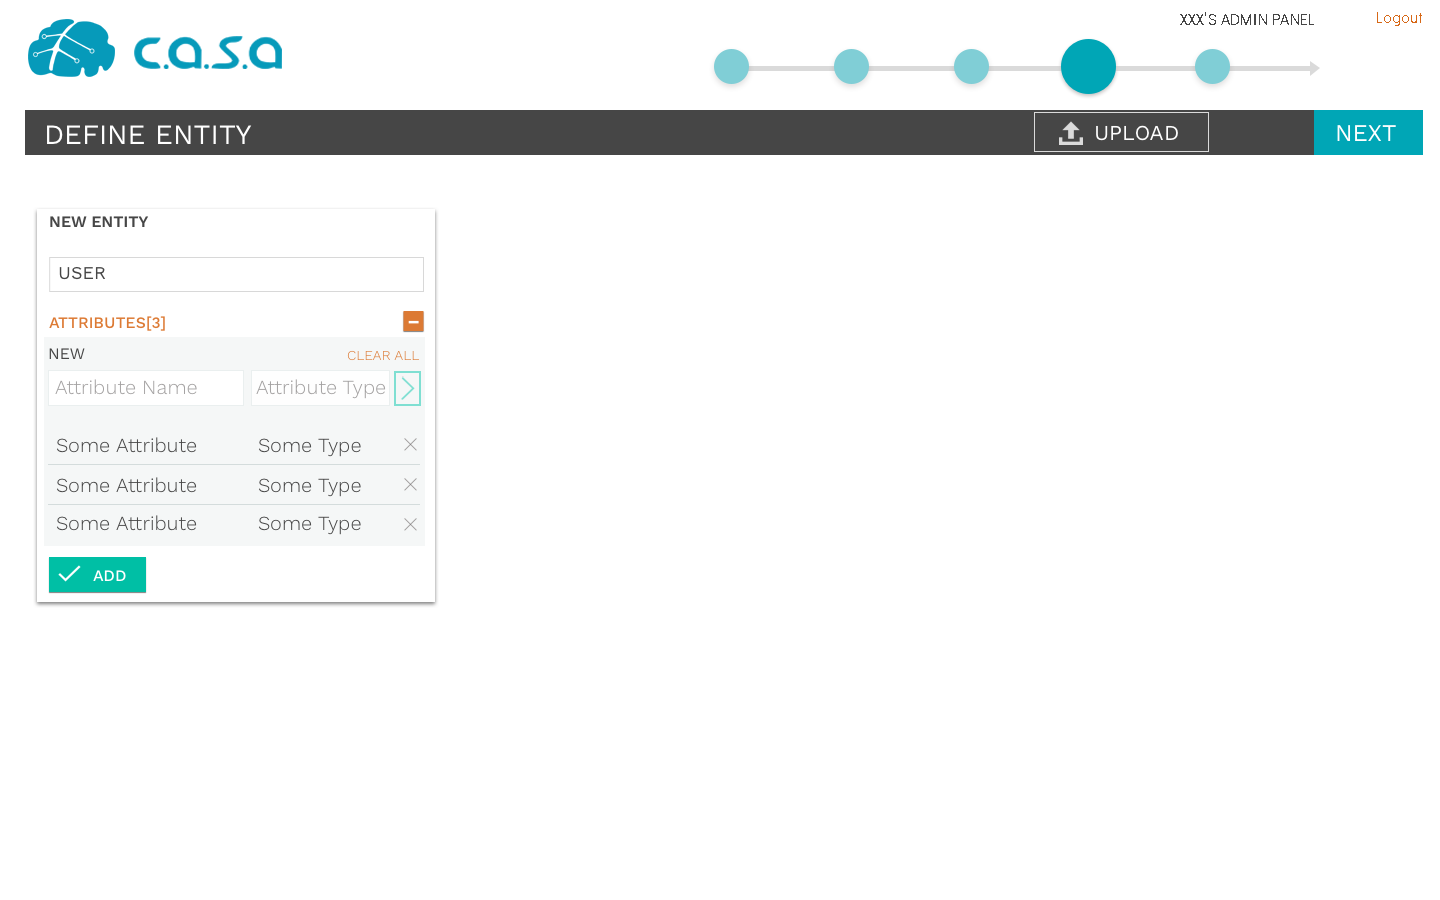 XXX'S ADMIN PANEL
Logout
c.a.s.a
DEFINE ENTITY
UPLOAD
NEXT
NEW ENTITY
USER
ATTRIBUTES[3]
NEW
CLEAR ALL
Attribute Name
Attribute Type
Some Attribute Some Type
Some Attribute Some Type
Some Attribute Some Type
ADD